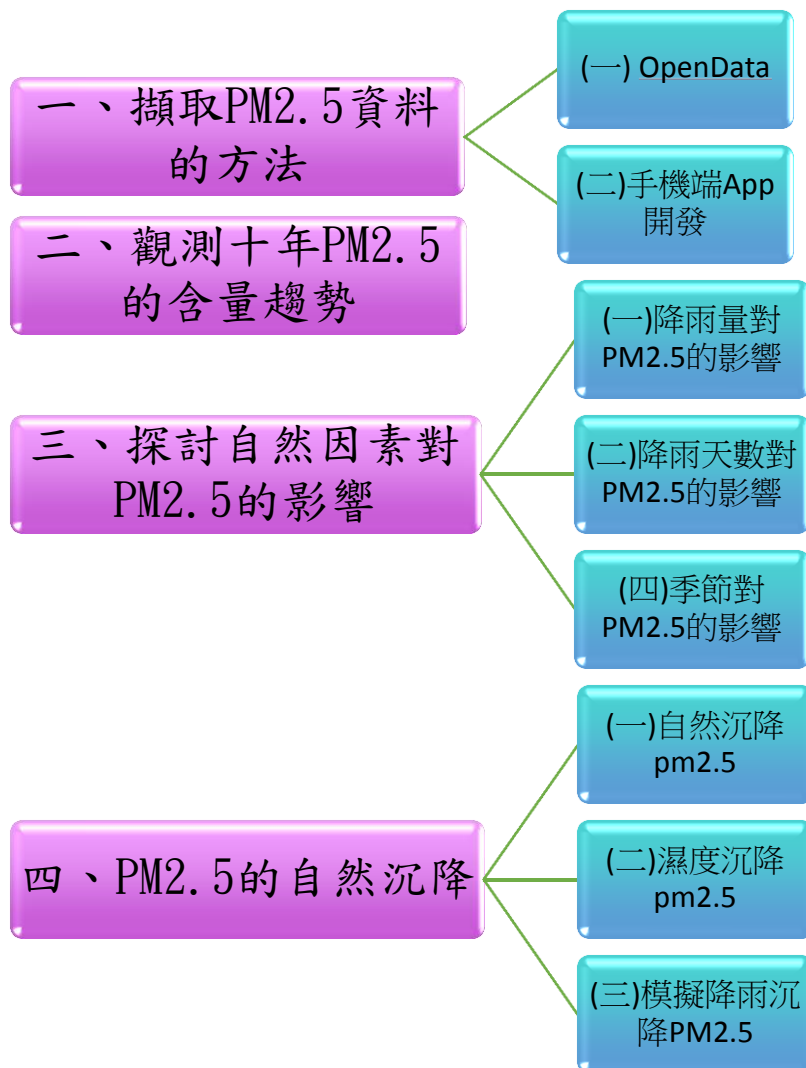 一、擷取PM2.5資料
的方法
(一) OpenData
(二)手機端App
開發
二、觀測十年PM2.5
的含量趨勢
三、探討自然因素對
PM2.5的影響
(一)降雨量對
PM2.5的影響
(二)降雨天數對
PM2.5的影響
(四)季節對
PM2.5的影響
四、PM2.5的自然沉降
(一)自然沉降
pm2.5
(二)濕度沉降
pm2.5
(三)模擬降雨沉
降PM2.5